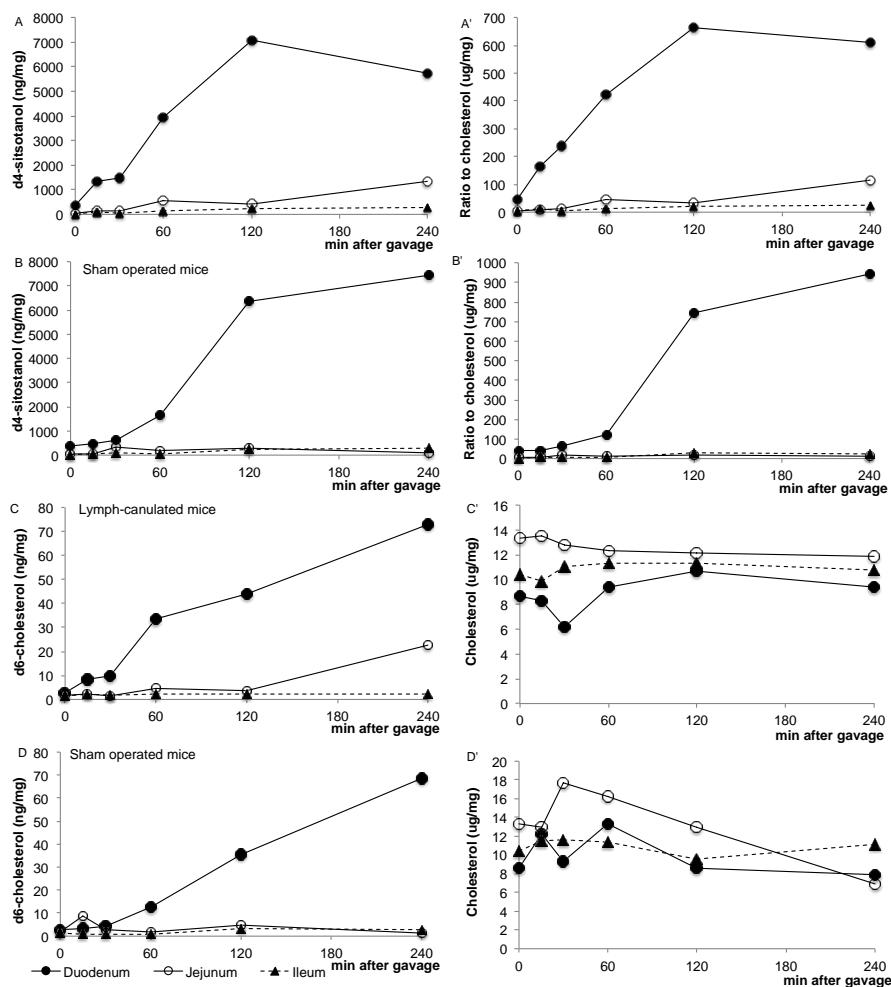 A
d4-sitsotanol (ng/mg)
8000
7000
6000
5000
4000
3000
2000
1000
0
0 60 120 180 240
min after gavage
A'
Ratio to cholesterol (ug/mg)
700
600
500
400
300
200
100
0
0 60 120 180 240
min after gavage
B
Sham operated mice
d4-sitostanol (ng/mg)
8000
7000
6000
5000
4000
3000
2000
1000
0
0 60 120 180 240
min after gavage
B'
Ratio to cholesterol (ug/mg)
1000
900
800
700
600
500
400
300
200
100
0
0 60 120 180 240
min after gavage
C
Lymph-canulated mice
d6-cholesterol (ng/mg)
80
70
60
50
40
30
20
10
0
0 60 120 180 240
min after gavage
C'
Cholesterol (ug/mg)
16
14
12
10
8
6
4
2
0
0 60 120 180 240
min after gavage
D
Sham operated mice
d6-cholesterol (ng/mg)
80
70
60
50
40
30
20
10
0
0 60 120 180 240
min after gavage
D'
Cholesterol (ug/mg)
20
18
16
14
12
10
8
6
4
2
0
0 60 120 180 240
min after gavage
Duodenum Jejunum Ileum